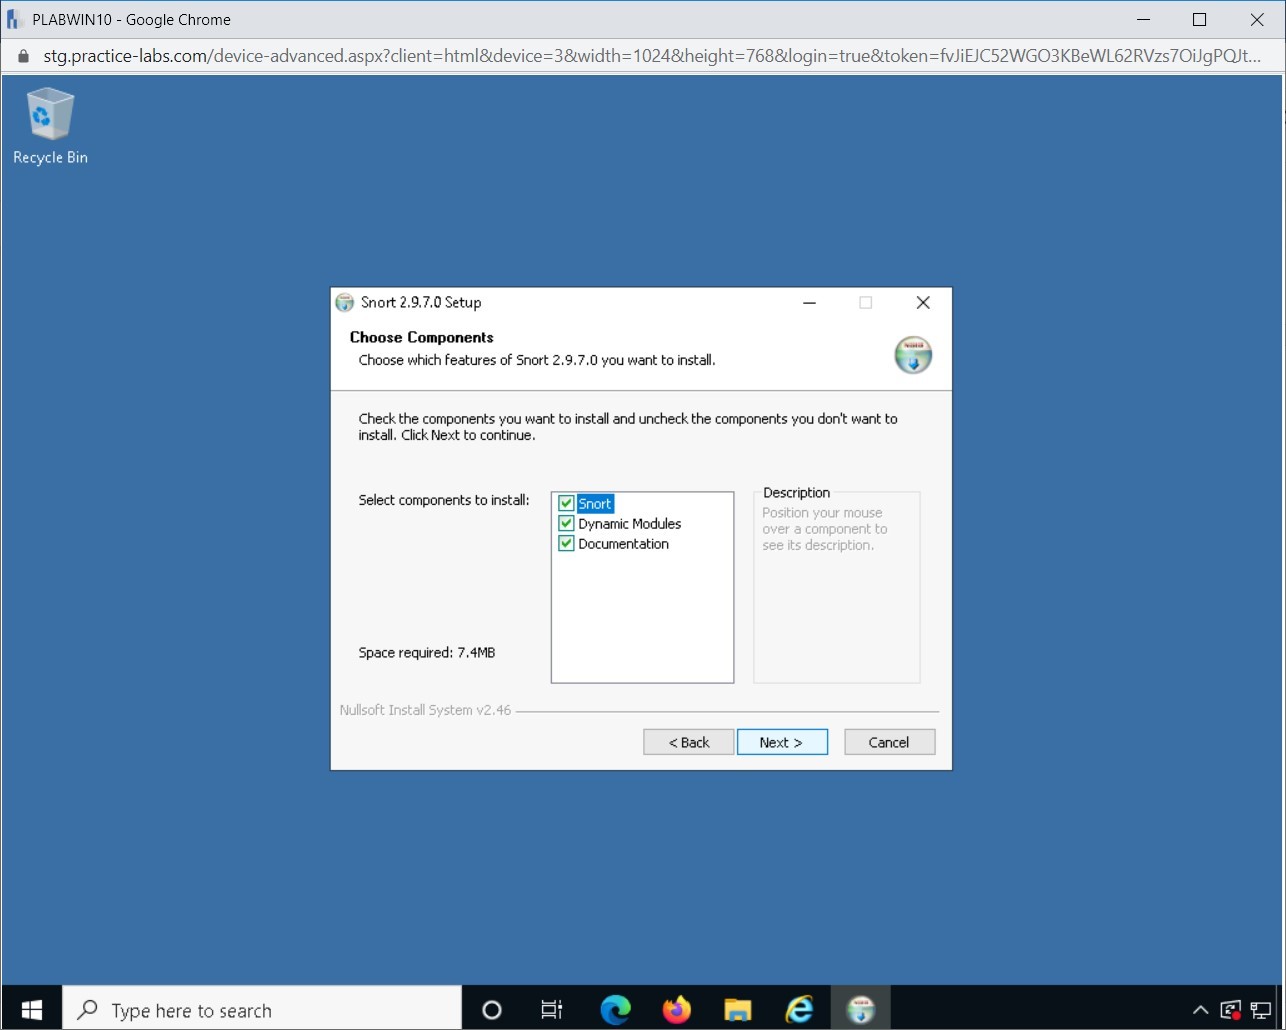 PLABWIN10 - Google Chrome
stg.practice-labs.com/device-advanced.aspx?client=html&device=3&width=1024&height=768&login=true&token=fvJiEJC52WGO3KBeWL62RVzs7OiJgPQJt...
Recycle Bin
Snort 2.9.7.0 Setup
Choose Components
Choose which features of Snort 2.9.7.0 you want to install.
Check the components you want to install and uncheck the components you don't want to
install. Click Next to continue.
Select components to install:
Snort
Dynamic Modules
Documentation
Description
Position your mouse
over a component to
see its description.
Space required: 7.4MB
Nullsoft Install System v2.46
< Back
Next >
Cancel
Type here to search